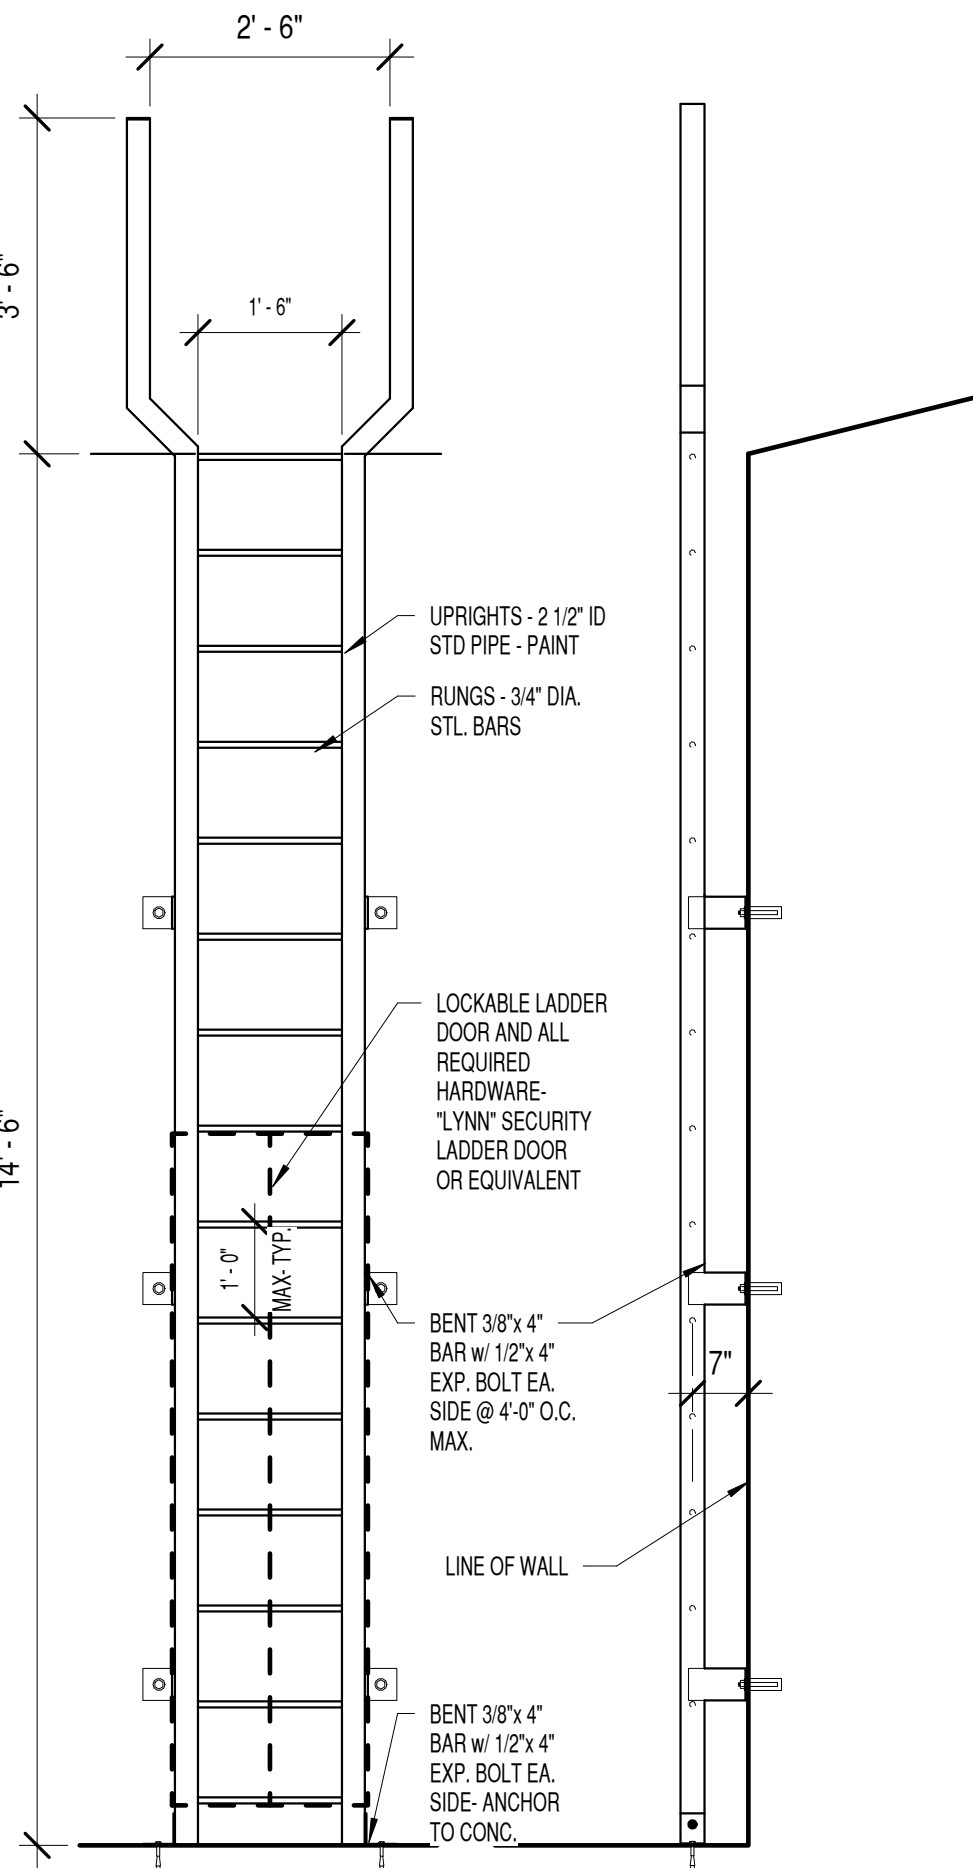 2' - 6"
3' - 6"
1' - 6"
UPRIGHTS - 2 1/2" ID
STD PIPE - PAINT
RUNGS - 3/4" DIA.
STL. BARS
LOCKABLE LADDER
DOOR AND ALL
REQUIRED
HARDWARE-
"LYNN" SECURITY
LADDER DOOR
OR EQUIVALENT
14' - 6"
1' - 0"
MAX- TYP.
BENT 3/8"x 4"
BAR w/ 1/2"x 4"
EXP. BOLT EA.
SIDE @ 4'-0" O.C.
MAX.
7"
LINE OF WALL
BENT 3/8"x 4"
BAR w/ 1/2"x 4"
EXP. BOLT EA.
SIDE- ANCHOR
TO CONC.